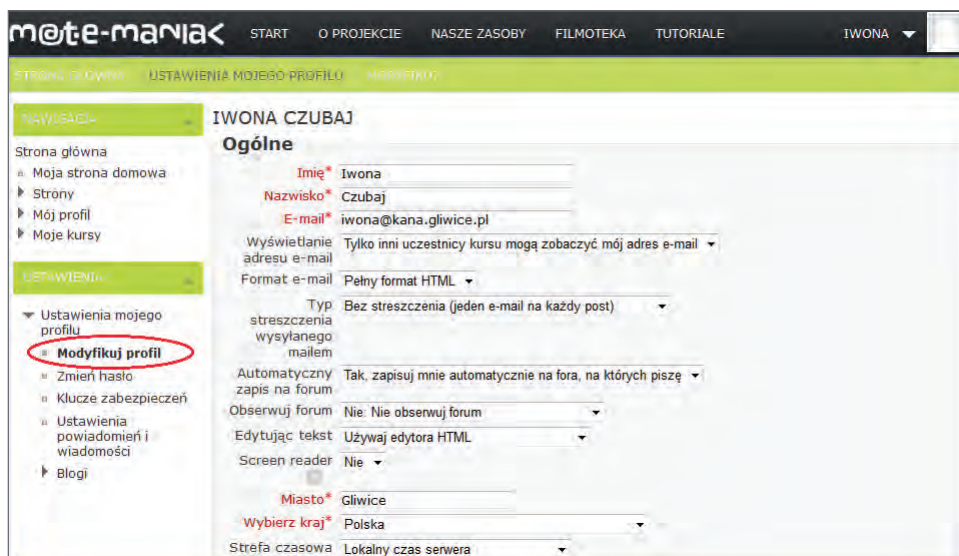 m@te-maniak START O PROJEKCIE NASZE ZASOBY FILMOTEKA TUTORIALE IWONA
STRONA GŁÓWNA USTAWIENIA MOJEGO PROFILU MODYFIKUJ
NAWIGACJA
Strona główna
Moja strona domowa
Strony
Mój profil
Moje kursy
USTAWIENIA
Ustawienia mojego
profilu
Modyfikuj profil
Zmień hasło
Klucze zabezpieczeń
Ustawienia
powiadomień i
wiadomości
Blogi
IWONA CZUBAJ
Ogólne
Imię* Iwona
Nazwisko* Czubaj
E-mail* iwona@kana.gliwice.pl
Wyświetlanie
adresu e-mail Tylko inni uczestnicy kursu mogą zobaczyć mój adres e-mail
Format e-mail Pełny format HTML
Typ
streszczenia
wysyłanego
mailem Bez streszczenia (jeden e-mail na każdy post)
Automatyczny
zapis na forum Tak, zapisuj mnie automatycznie na fora, na których piszę
Obserwuj forum Nie: Nie obserwuj forum
Edytując tekst Używaj edytora HTML
Screen reader Nie
Miasto* Gliwice
Wybierz kraj* Polska
Strefa czasowa Lokalny czas serwera